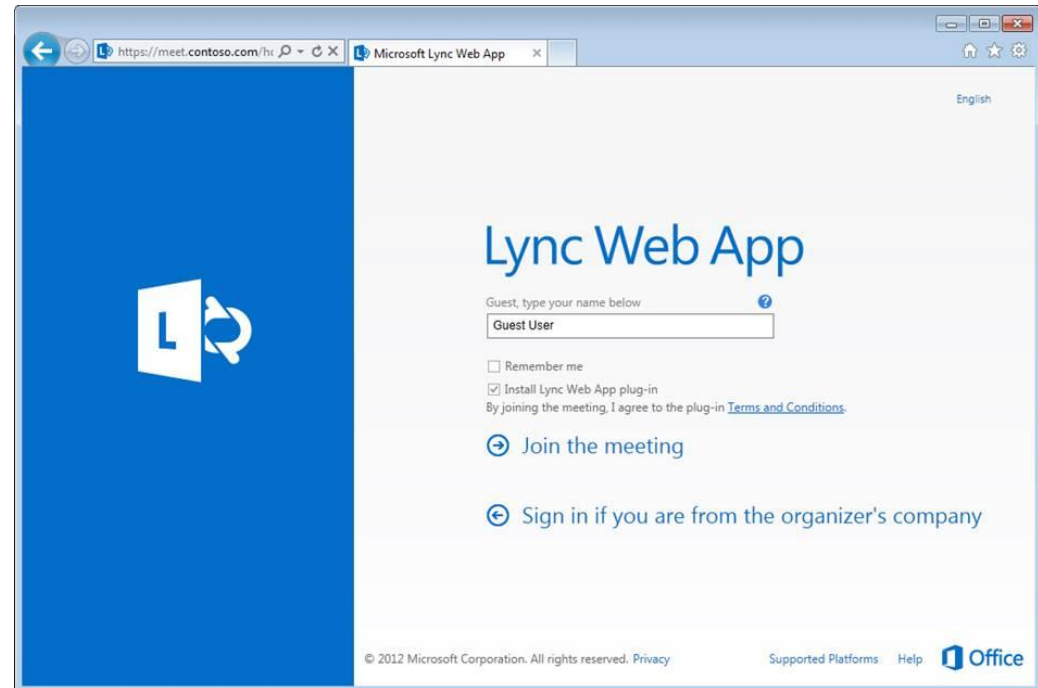 https://meet.contoso.com/h
Microsoft Lync Web App
English
Lync Web App
Guest, type your name below
Guest User
Remember me
Install Lync Web App plug-in
By joining the meeting, I agree to the plug-in Terms and Conditions.
Join the meeting
Sign in if you are from the organizer's company
L
© 2012 Microsoft Corporation. All rights reserved. Privacy
Supported Platforms Help Office